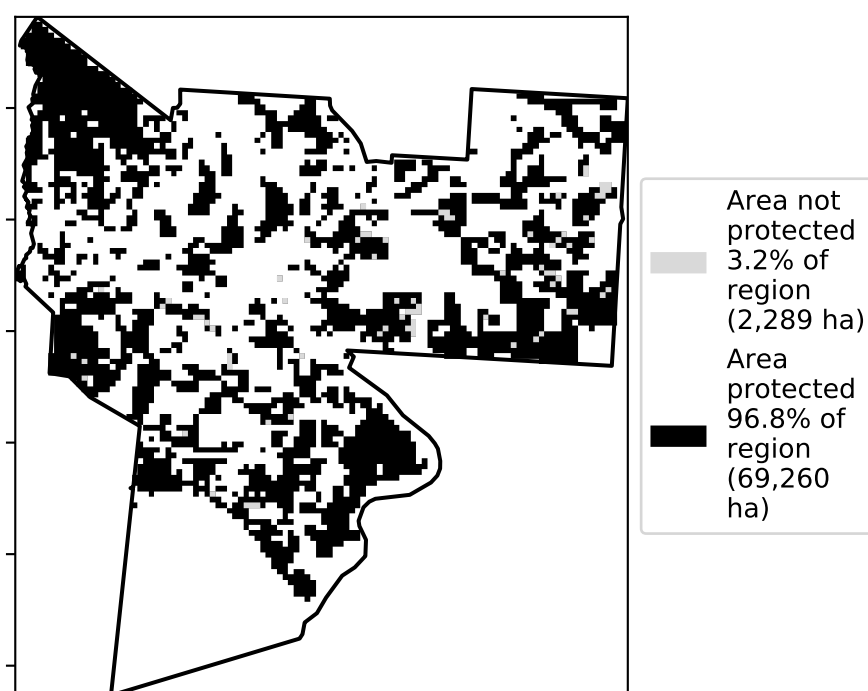 Area not
protected
3.2% of
region
(2,289 ha)
Area
protected
96.8% of
region
(69,260
ha)